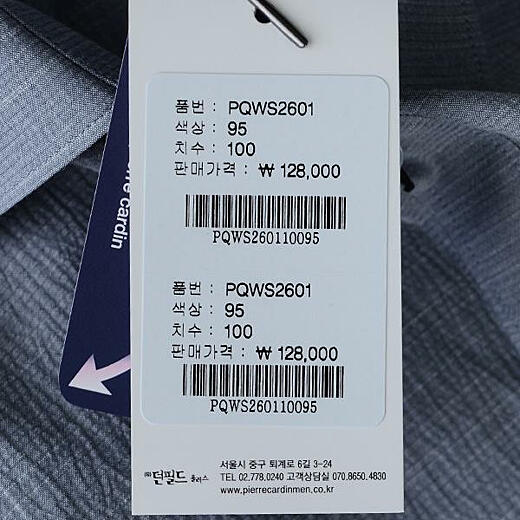 품번 : PQWS2601
색상 : 95
치수 : 100
판매가격 : ₩ 128,000
PQWS260110095
품번 : PQWS2601
색상 : 95
치수 : 100
판매가격 : ₩ 128,000
PQWS260110095
cardin
㈜던필드 플러스
서울시 중구 퇴계로 6길 3-24
TEL 02.778.0240 고객상담실 070.8650.4830
www.pierrecardinmen.co.kr